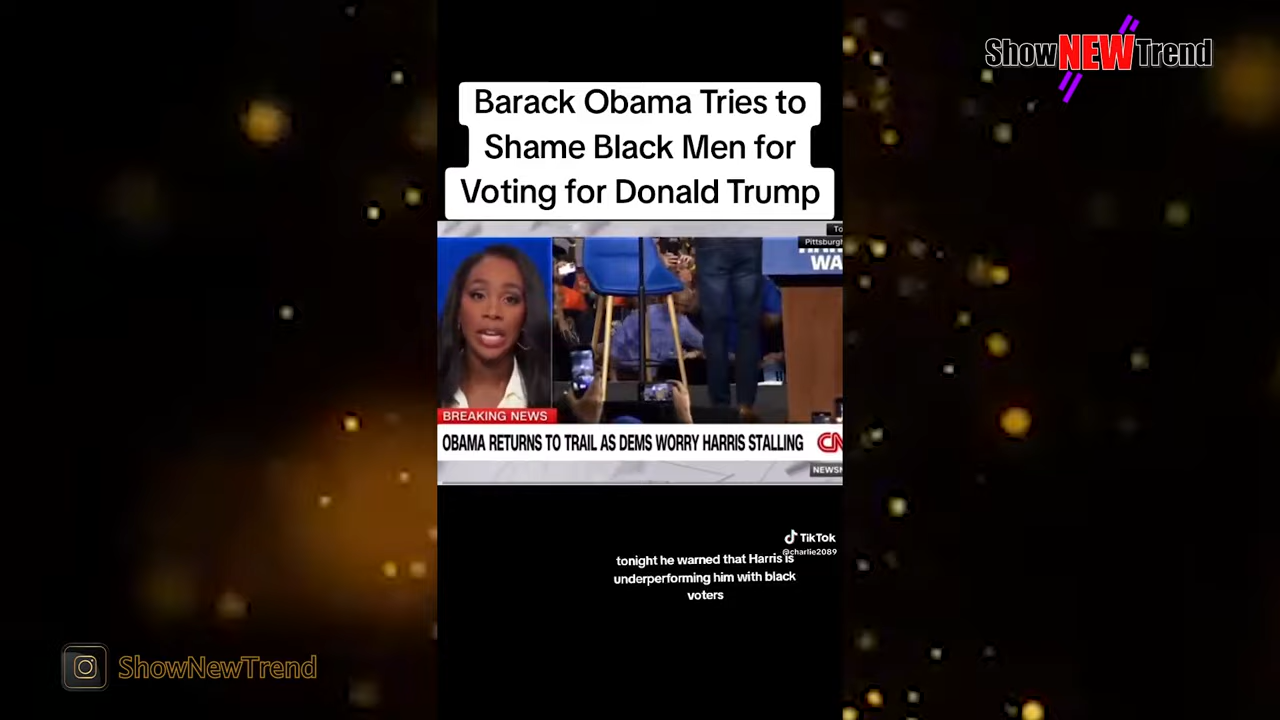 ShowNEWTrend
Barack Obama Tries to
Shame Black Men for
Voting for Donald Trump
Pittsburgh
WA
BREAKING NEWS
OBAMA RETURNS TO TRAIL AS DEMS WORRY HARRIS STALLING
CN
NEWSN
TikTok
@charlie2089
tonight he warned that Harris is
underperforming him with black
voters
ShowNewTrend